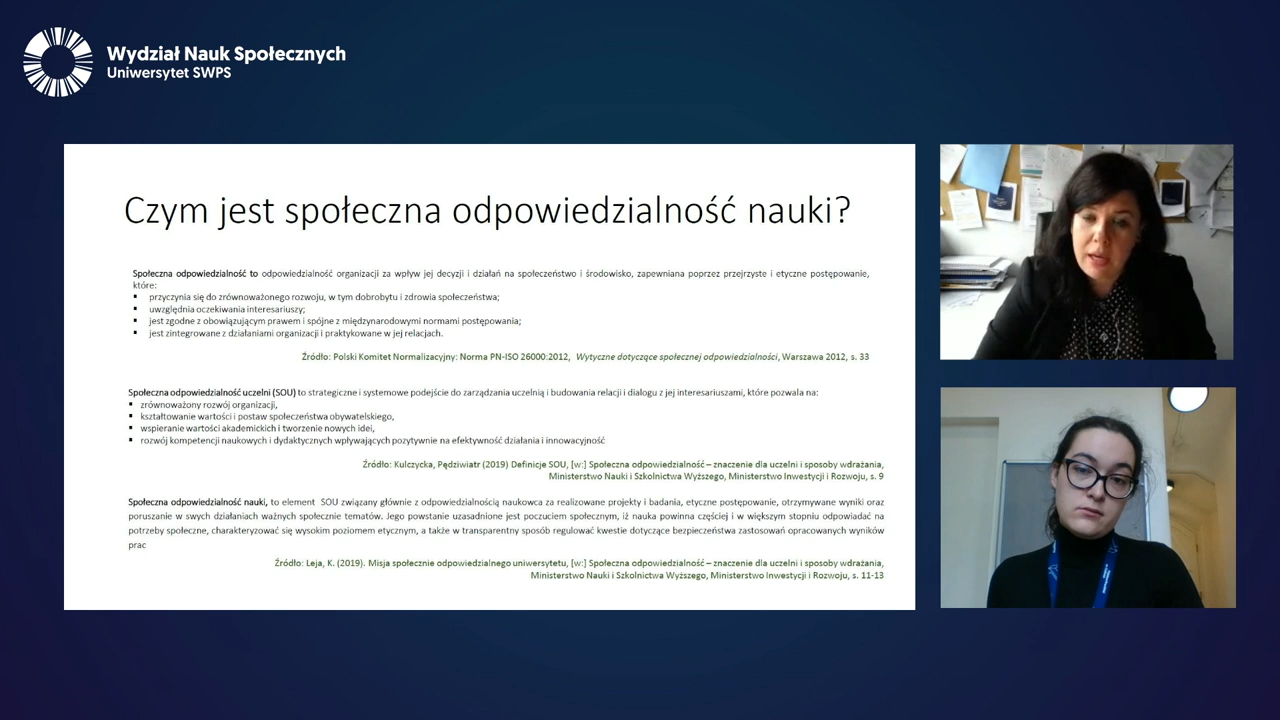 Wydział Nauk Społecznych
Uniwersytet SWPS
Czym jest społeczna odpowiedzialność nauki?
Społeczna odpowiedzialność to odpowiedzialność organizacji za wpływ jej decyzji i działań na społeczeństwo i środowisko, zapewniana poprzez przejrzyste i etyczne postępowanie,
które:
▪ przyczynia się do zrównoważonego rozwoju, w tym dobrobytu i zdrowia społeczeństwa;
▪ uwzględnia oczekiwania interesariuszy;
▪ jest zgodne z obowiązującym prawem i spójne z międzynarodowymi normami postępowania;
▪ jest zintegrowane z działaniami organizacji i praktykowane w jej relacjach.
Źródło: Polski Komitet Normalizacyjny: Norma PN-ISO 26000:2012, Wytyczne dotyczące społecznej odpowiedzialności, Warszawa 2012, s. 33
Społeczna odpowiedzialność uczelni (SOU) to strategiczne i systemowe podejście do zarządzania uczelnią i budowania relacji i dialogu z jej interesariuszami, które pozwala na:
▪ zrównoważony rozwój organizacji,
▪ kształtowanie wartości i postaw społeczeństwa obywatelskiego,
▪ wspieranie wartości akademickich i tworzenie nowych idei,
▪ rozwój kompetencji naukowych i dydaktycznych wpływających pozytywnie na efektywność działania i innowacyjność
Źródło: Kulczycka, Pędziwiatr (2019) Definicje SOU, [w:] Społeczna odpowiedzialność – znaczenie dla uczelni i sposoby wdrażania,
Ministerstwo Nauki i Szkolnictwa Wyższego, Ministerstwo Inwestycji i Rozwoju, s. 9
Społeczna odpowiedzialność nauki, to element SOU związany głównie z odpowiedzialnością naukowca za realizowane projekty i badania, etyczne postępowanie, otrzymywane wyniki oraz
poruszanie w swych działaniach ważnych społecznie tematów. Jego powstanie uzasadnione jest poczuciem społecznym, iż nauka powinna częściej i w większym stopniu odpowiadać na
potrzeby społeczne, charakteryzować się wysokim poziomem etycznym, a także w transparentny sposób regulować kwestie dotyczące bezpieczeństwa zastosowań opracowanych wyników
prac
Źródło: Leja, K. (2019). Misja społecznie odpowiedzialnego uniwersytetu, [w:] Społeczna odpowiedzialność – znaczenie dla uczelni i sposoby wdrażania,
Ministerstwo Nauki i Szkolnictwa Wyższego, Ministerstwo Inwestycji i Rozwoju, s. 11-13